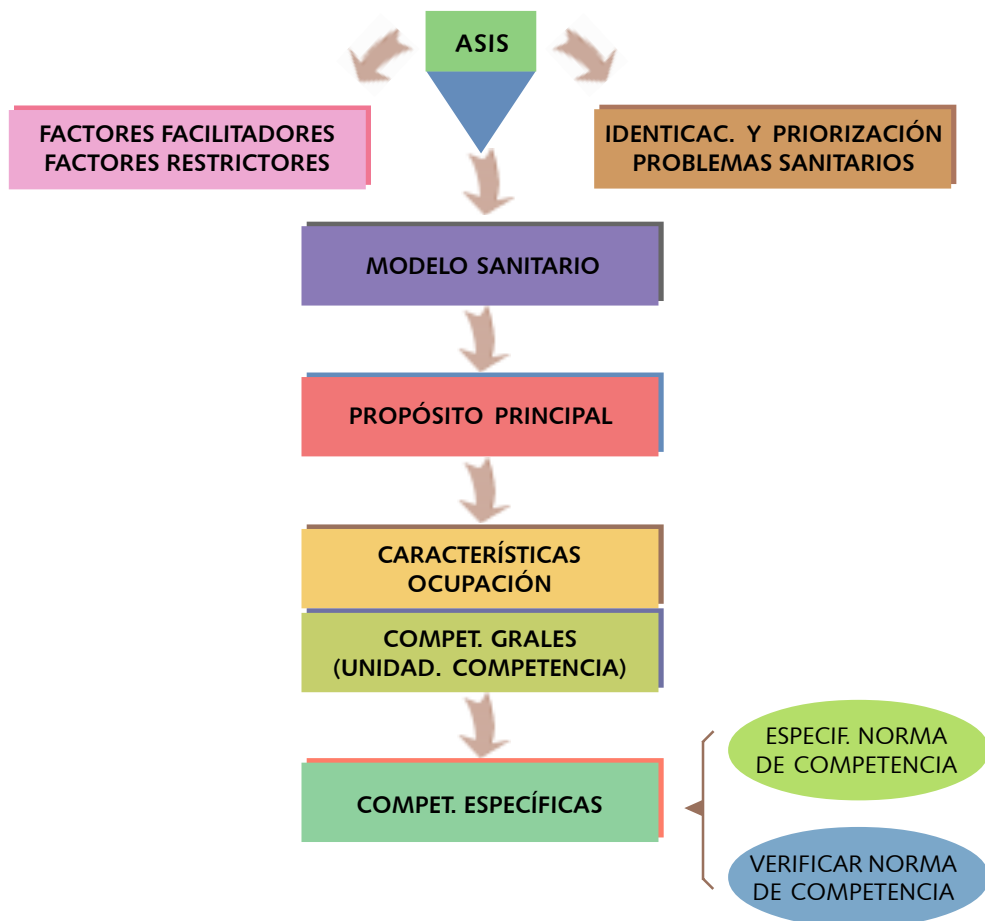 ASIS
FACTORES FACILITADORES
FACTORES RESTRICTORES
IDENTICAC. Y PRIORIZACIÓN
PROBLEMAS SANITARIOS
MODELO SANITARIO
PROPÓSITO PRINCIPAL
CARACTERÍSTICAS
OCUPACIÓN
COMPET. GRALES
(UNIDAD. COMPETENCIA)
COMPET. ESPECÍFICAS
ESPECIF. NORMA
DE COMPETENCIA
VERIFICAR NORMA
DE COMPETENCIA